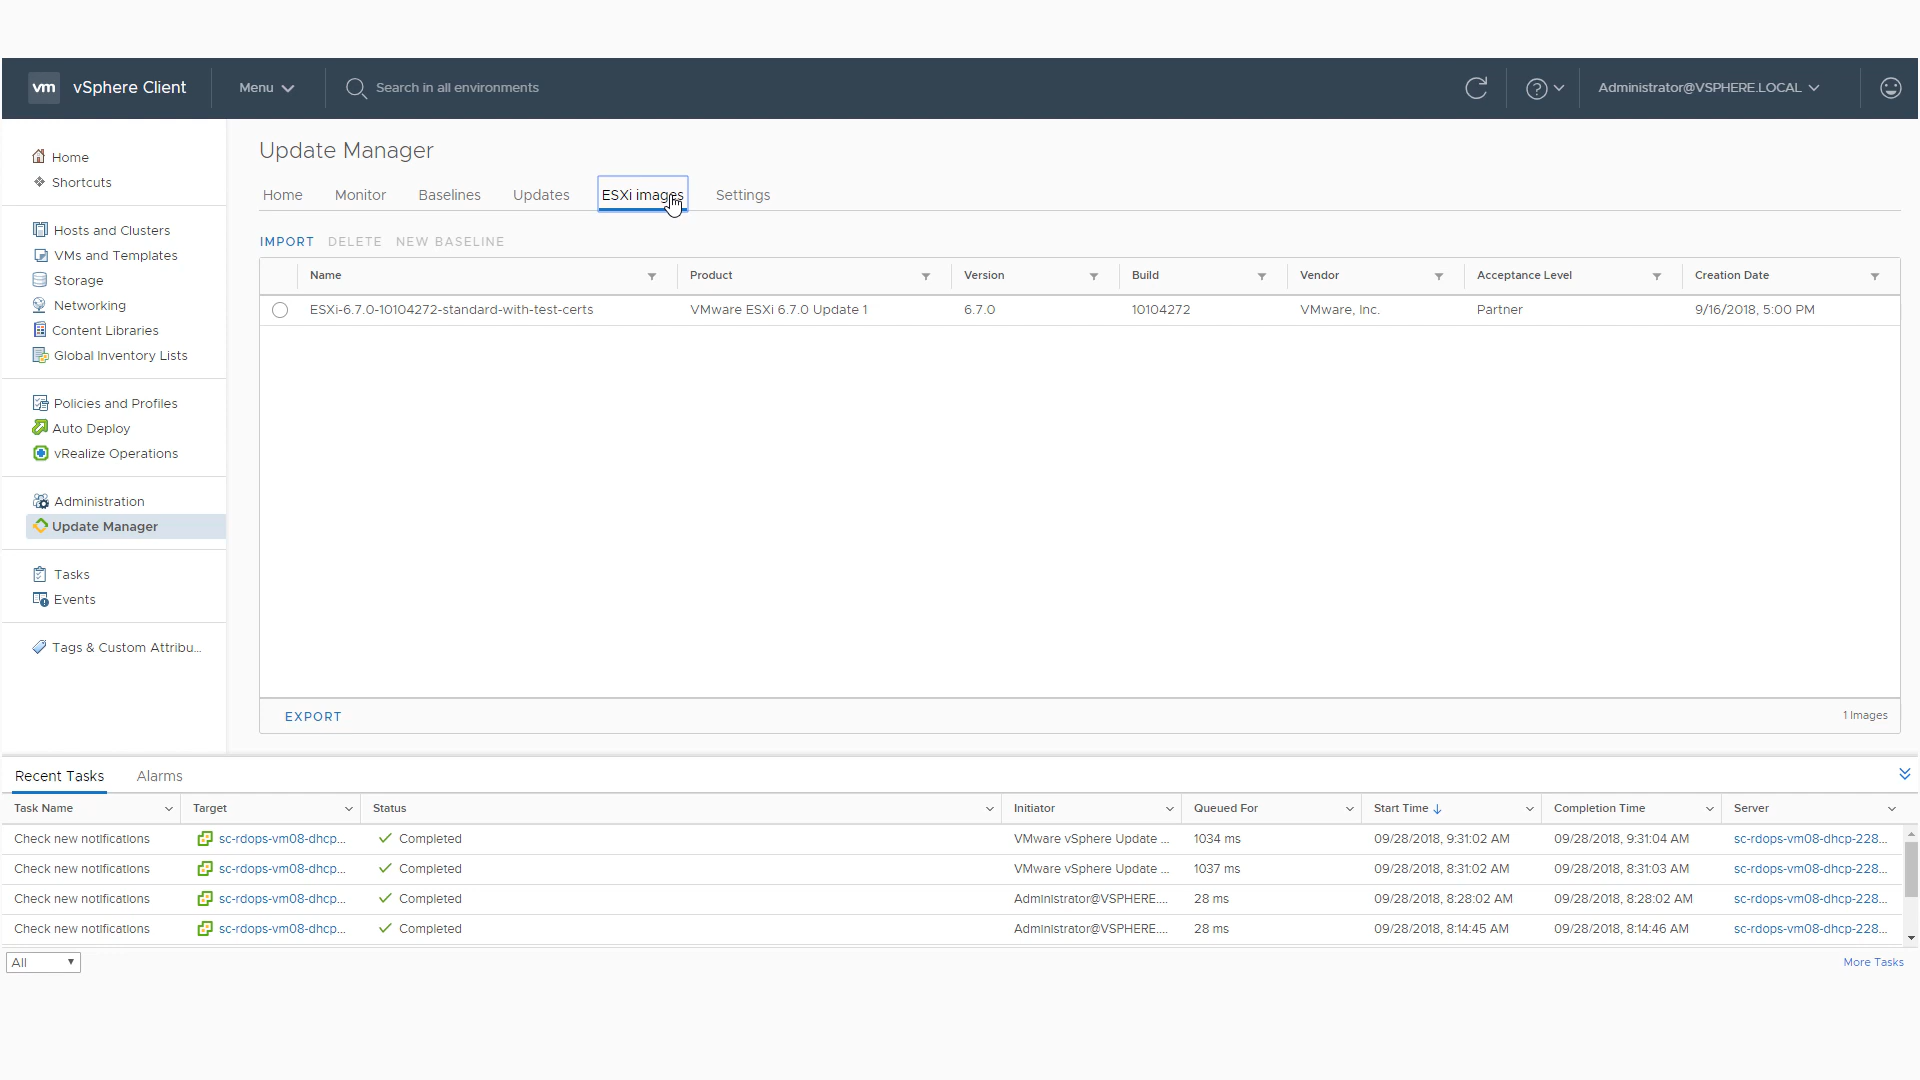 vm vSphere Client Menu Search in all environments Administrator@VSPHERE.LOCAL
Home
Shortcuts
Hosts and Clusters
VMs and Templates
Storage
Networking
Content Libraries
Global Inventory Lists
Policies and Profiles
Auto Deploy
vRealize Operations
Administration
Update Manager
Tasks
Events
Tags & Custom Attribu...
Update Manager
Home Monitor Baselines Updates ESXi images Settings
IMPORT DELETE NEW BASELINE
Name Product Version Build Vendor Acceptance Level Creation Date
ESXi-6.7.0-10104272-standard-with-test-certs VMware ESXi 6.7.0 Update 1 6.7.0 10104272 VMware, Inc. Partner 9/16/2018, 5:00 PM
EXPORT 1 Images
Recent Tasks Alarms
Task Name Target Status Initiator Queued For Start Time Completion Time Server
Check new notifications sc-rdops-vm08-dhcp... Completed VMware vSphere Update ... 1034 ms 09/28/2018, 9:31:02 AM 09/28/2018, 9:31:04 AM sc-rdops-vm08-dhcp-228...
Check new notifications sc-rdops-vm08-dhcp... Completed VMware vSphere Update ... 1037 ms 09/28/2018, 8:31:02 AM 09/28/2018, 8:31:03 AM sc-rdops-vm08-dhcp-228...
Check new notifications sc-rdops-vm08-dhcp... Completed Administrator@VSPHERE.... 28 ms 09/28/2018, 8:28:02 AM 09/28/2018, 8:28:02 AM sc-rdops-vm08-dhcp-228...
Check new notifications sc-rdops-vm08-dhcp... Completed Administrator@VSPHERE.... 28 ms 09/28/2018, 8:14:45 AM 09/28/2018, 8:14:46 AM sc-rdops-vm08-dhcp-228...
All More Tasks